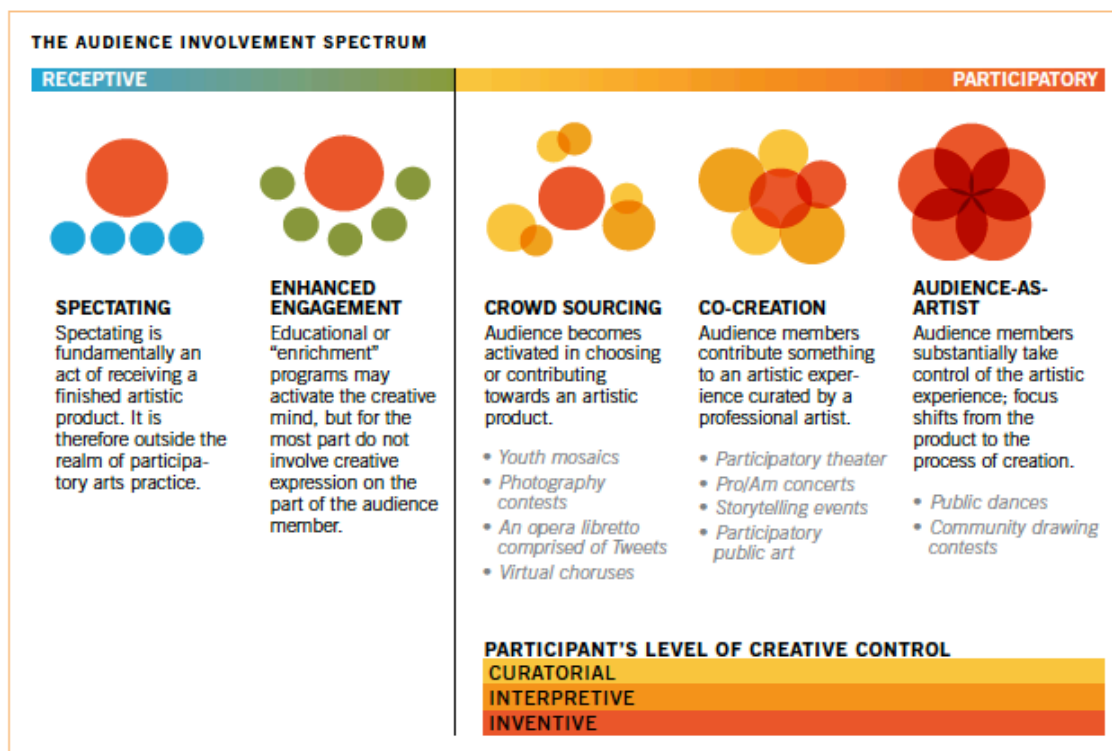 THE AUDIENCE INVOLVEMENT SPECTRUM
RECEPTIVE
PARTICIPATORY
SPECTATING
Spectating is
fundamentally an
act of receiving a
finished artistic
product. It is
therefore outside the
realm of participa-
tory arts practice.
ENHANCED
ENGAGEMENT
Educational or
“enrichment”
programs may
activate the creative
mind, but for the
most part do not
involve creative
expression on the
part of the audience
member.
CROWD SOURCING
Audience becomes
activated in choosing
or contributing
towards an artistic
product.
• Youth mosaics
• Photography
contests
• An opera libretto
comprised of Tweets
• Virtual choruses
CO-CREATION
Audience members
contribute something
to an artistic exper-
ience curated by a
professional artist.
• Participatory theater
• Pro/Am concerts
• Storytelling events
• Participatory
public art
AUDIENCE-AS-
ARTIST
Audience members
substantially take
control of the artistic
experience; focus
shifts from the
product to the
process of creation.
• Public dances
• Community drawing
contests
PARTICIPANT’S LEVEL OF CREATIVE CONTROL
CURATORIAL
INTERPRETIVE
INVENTIVE